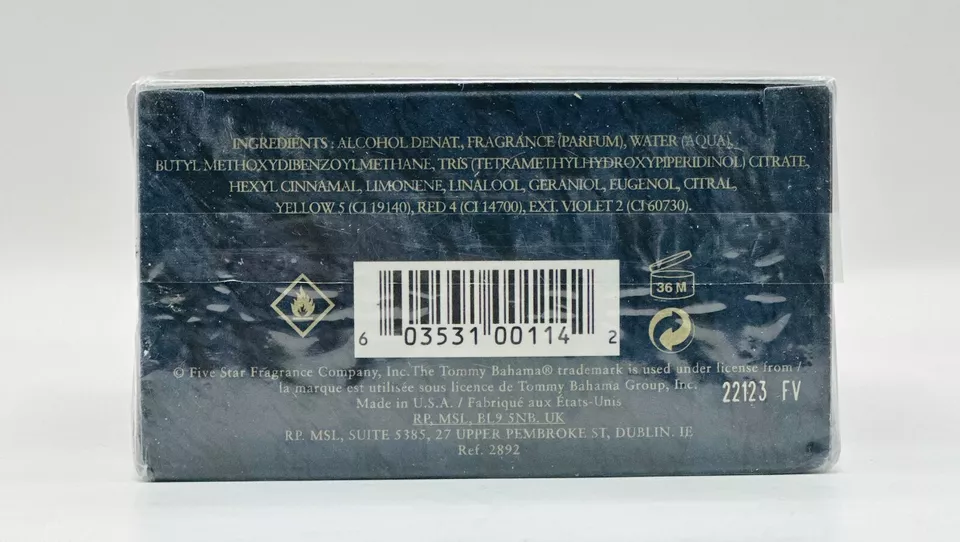 INGREDIENTS : ALCOHOL DENAT., FRAGRANCE (PARFUM), WATER (AQUA),
BUTYL METHOXYDIBENZOYLMETHANE, TRIS (TETRAMETHYLHYDROXYPIPERIDINOL) CITRATE,
HEXYL CINNAMAL, LIMONENE, LINALOOL, GERANIOL, EUGENOL, CITRAL,
YELLOW 5 (CI 19140), RED 4 (CI 14700), EXT. VIOLET 2 (CI 60730).
36 M
6 03531 00114 2
© Five Star Fragrance Company, Inc. The Tommy Bahama® trademark is used under license from /
la marque est utilisée sous licence de Tommy Bahama Group, Inc.
22123 FV
Made in U.S.A. / Fabriqué aux États-Unis
RP, MSL, BL9 5NB. UK
RP. MSL, SUITE 5385, 27 UPPER PEMBROKE ST, DUBLIN. IE
Ref. 2892